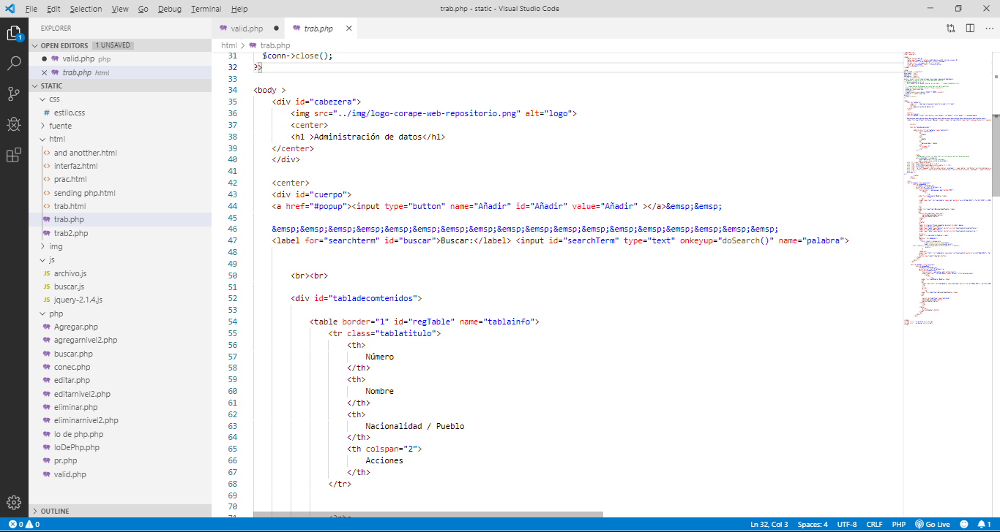 File Edit Selection View Go Debug Terminal Help
trab.php - static - Visual Studio Code
EXPLORER
OPEN EDITORS 1 UNSAVED
valid.php php
trab.php html
STATIC
css
# estilo.css
fuente
html
<> and anotther.html
<> interfaz.html
<> prac.html
<> sending php.html
<> trab.html
trab.php
trab2.php
img
js
JS archivo.js
JS buscar.js
JS jquery-2.1.4.js
php
Agregar.php
agregarnivel2.php
buscar.php
conec.php
editar.php
editarnivel2.php
eliminar.php
eliminarnivel2.php
lo de php.php
loDePhp.php
pr.php
valid.php
OUTLINE
1
valid.php
trab.php
html > trab.php
31 $conn->close();
32 ?>
33
34 <body >
35 <div id="cabezera">
36 <img src="../img/logo-corape-web-repositorio.png" alt="logo">
37 <center>
38 <h1 >Administración de datos</h1>
39 </center>
40 </div>
41
42 <center>
43 <div id="cuerpo">
44 <a href="#popup"><input type="button" name="Añadir" id="Añadir" value="Añadir" ></a>&emsp;&emsp;
45
46 &emsp;&emsp;&emsp;&emsp;&emsp;&emsp;&emsp;&emsp;&emsp;&emsp;&emsp;&emsp;&emsp;&emsp;&emsp;&emsp;&emsp;&emsp;
47 <label for="searchterm" id="buscar">Buscar:</label> <input id="searchTerm" type="text" onkeyup="doSearch()" name="palabra">
48
49
50 <br><br>
51
52 <div id="tabladecomtenidos">
53
54 <table border="1" id="regTable" name="tablainfo">
55 <tr class="tablatitulo">
56 <th>
57 Número
58 </th>
59 <th>
60 Nombre
61 </th>
62 <th>
63 Nacionalidad / Pueblo
64 </th>
65 <th colspan="2">
66 Acciones
67 </th>
68 </tr>
69
70
71 <?php
0 0
Ln 32, Col 3 Spaces: 4 UTF-8 CRLF PHP Go Live 1